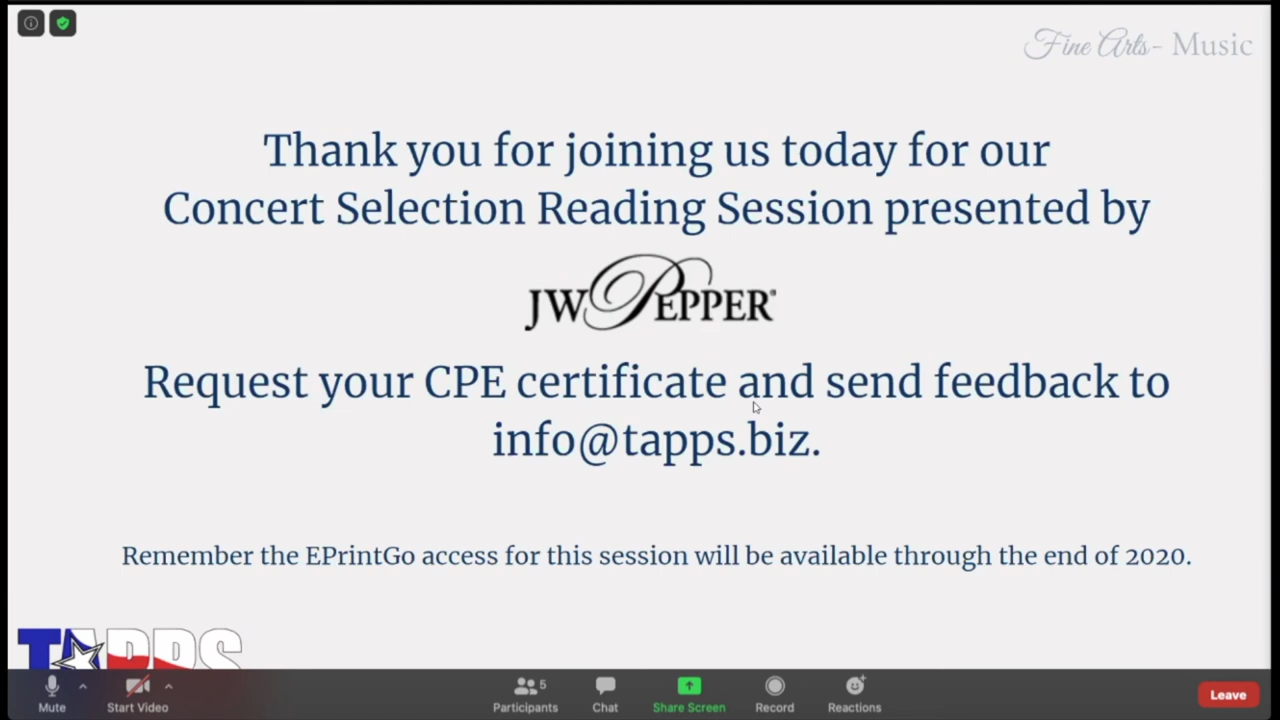 Fine Arts- Music
Thank you for joining us today for our
Concert Selection Reading Session presented by
JW PEPPER®
Request your CPE certificate and send feedback to
info@tapps.biz.
Remember the EPrintGo access for this session will be available through the end of 2020.
TAPPS
Mute
Start Video
5
Participants
Chat
Share Screen
Record
Reactions
Leave